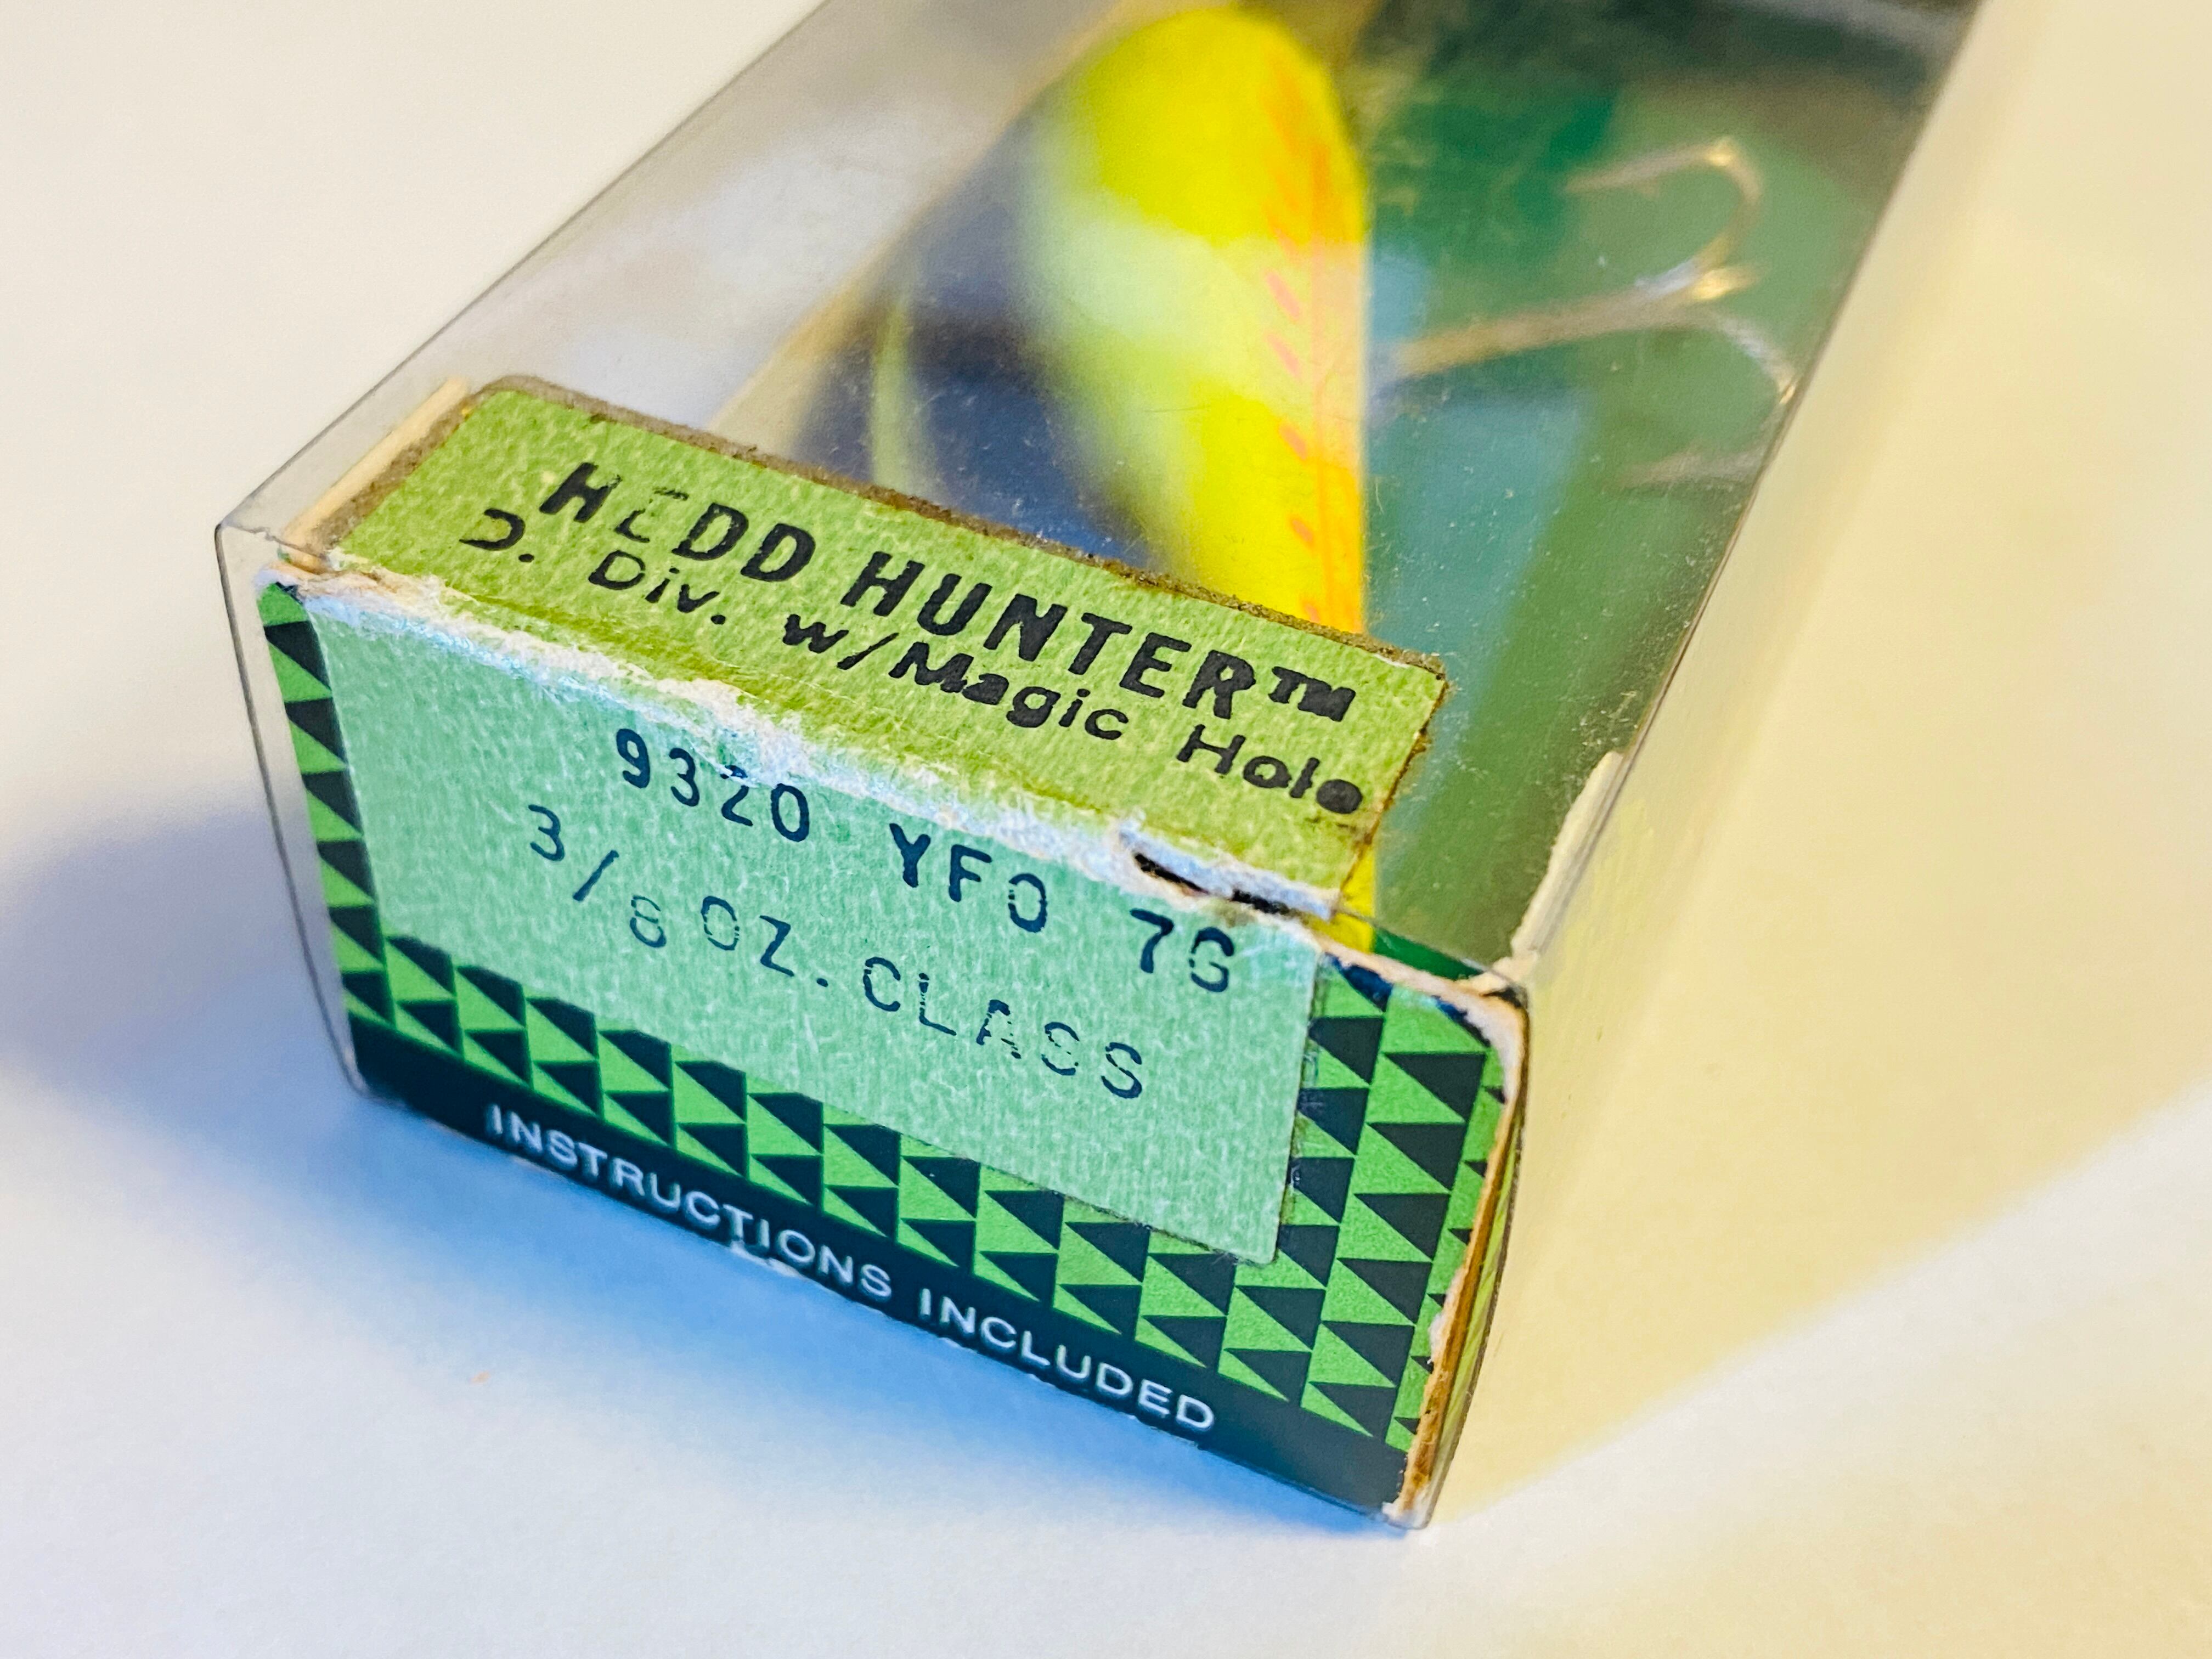 HEDD HUNTER™
D. Div. w/Magic Hole
9320 YFO 7G
3/8 OZ. CLASS
INSTRUCTIONS INCLUDED